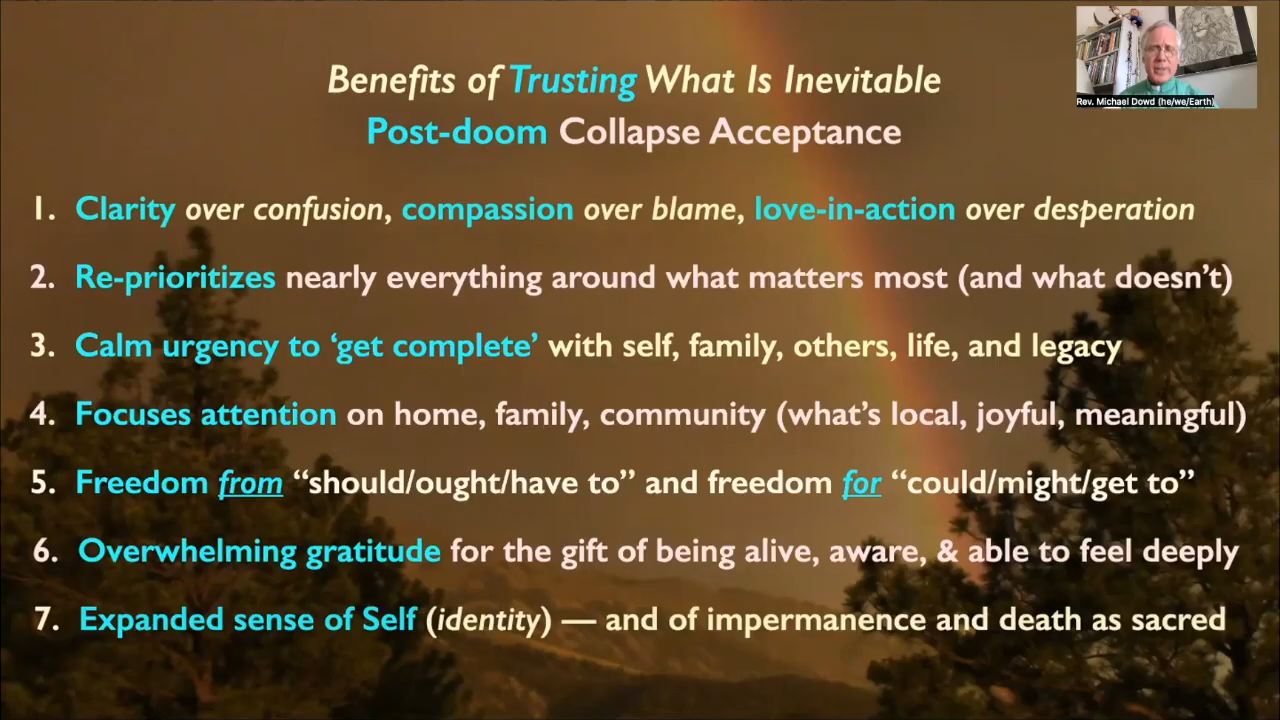 Rev. Michael Dowd (he/we/Earth)
Benefits of Trusting What Is Inevitable
Post-doom Collapse Acceptance
1. Clarity over confusion, compassion over blame, love-in-action over desperation
2. Re-prioritizes nearly everything around what matters most (and what doesn’t)
3. Calm urgency to ‘get complete’ with self, family, others, life, and legacy
4. Focuses attention on home, family, community (what’s local, joyful, meaningful)
5. Freedom from “should/ought/have to” and freedom for “could/might/get to”
6. Overwhelming gratitude for the gift of being alive, aware, & able to feel deeply
7. Expanded sense of Self (identity) — and of impermanence and death as sacred